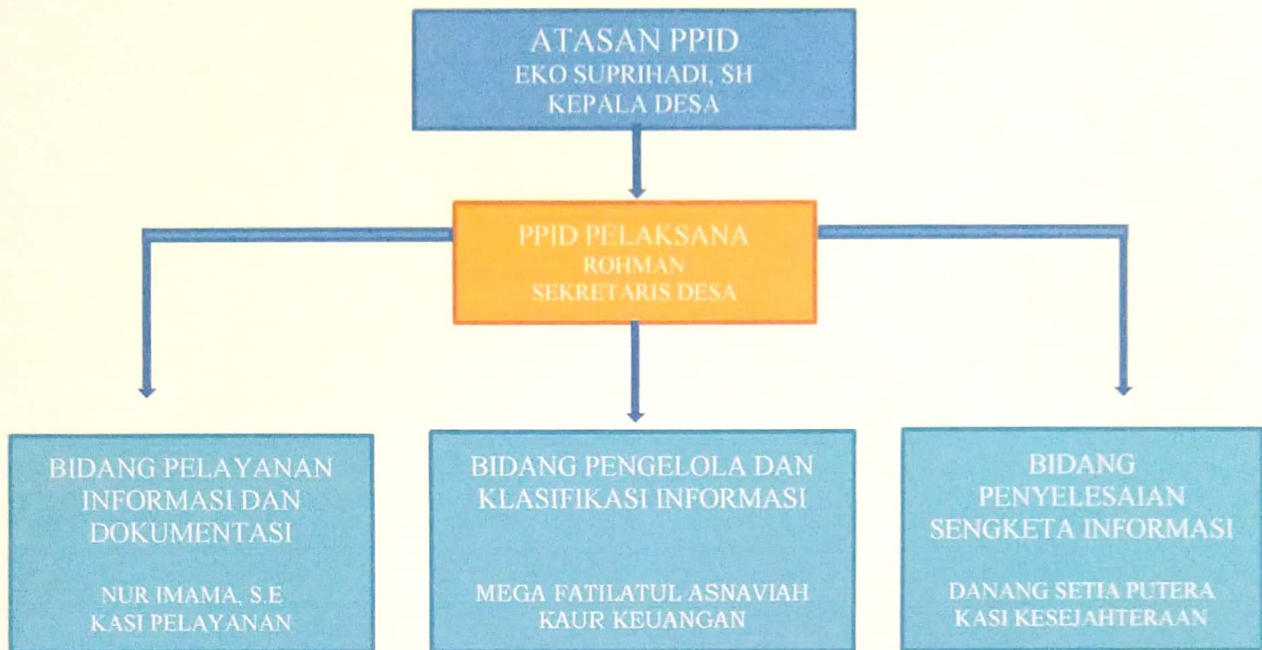 ATASAN PPID
EKO SUPRIHADI, SH
KEPALA DESA
PPID PELAKSANA
ROHMAN
SEKRETARIS DESA
BIDANG PELAYANAN
INFORMASI DAN
DOKUMENTASI
NUR IMAMA, S.E
KASI PELAYANAN
BIDANG PENGELOLA DAN
KLASIFIKASI INFORMASI
MEGA FATILATUL ASNAVIAH
KAUR KEUANGAN
BIDANG
PENYELESAIAN
SENGKETA INFORMASI
DANANG SETIA PUTERA
KASI KESEJAHTERAAN